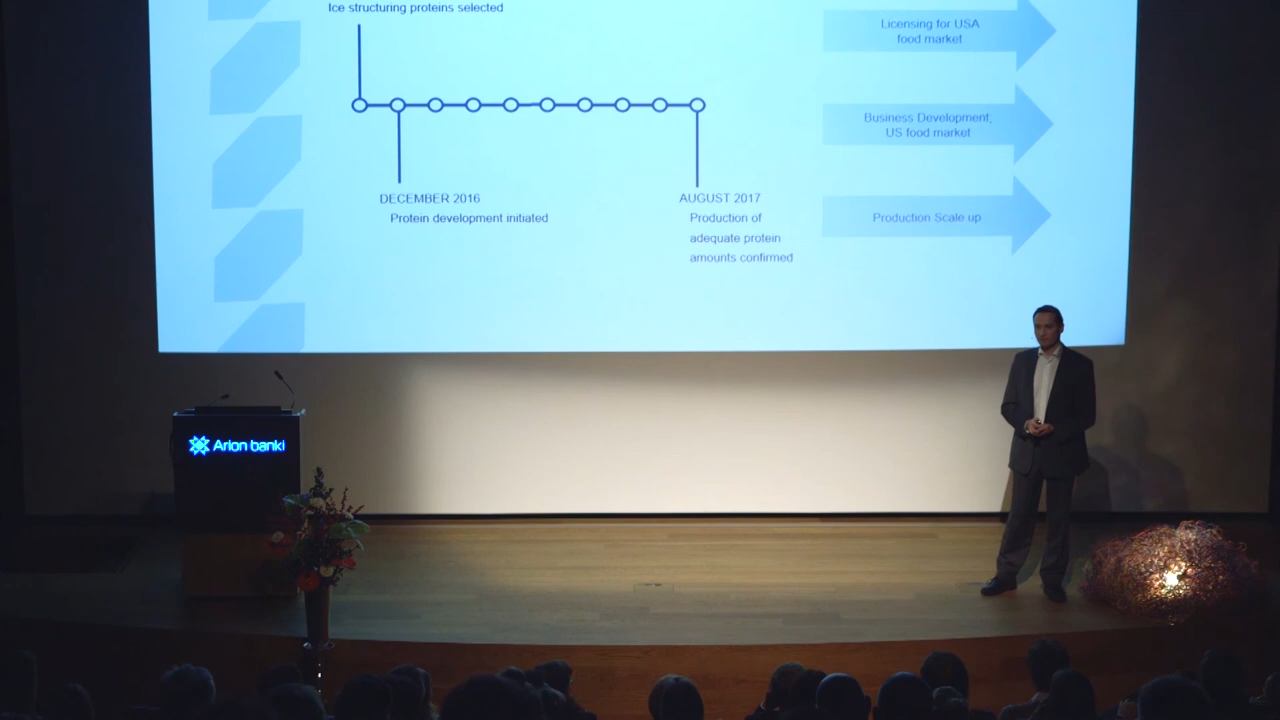 Ice structuring proteins selected
DECEMBER 2016
Protein development initiated
AUGUST 2017
Production of
adequate protein
amounts confirmed
Licensing for USA
food market
Business Development;
US food market
Production Scale up
Arion banki